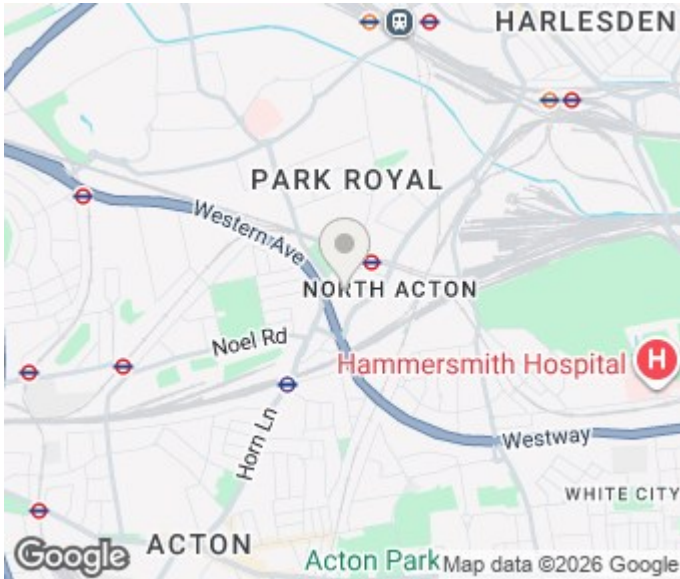 HARLESDEN
PARK ROYAL
Western Ave
NORTH ACTON
Noel Rd
Hammersmith Hospital
H
Horn Ln
Westway
WHITE CITY
ACTON
Acton Park
Google
Map data ©2026 Google